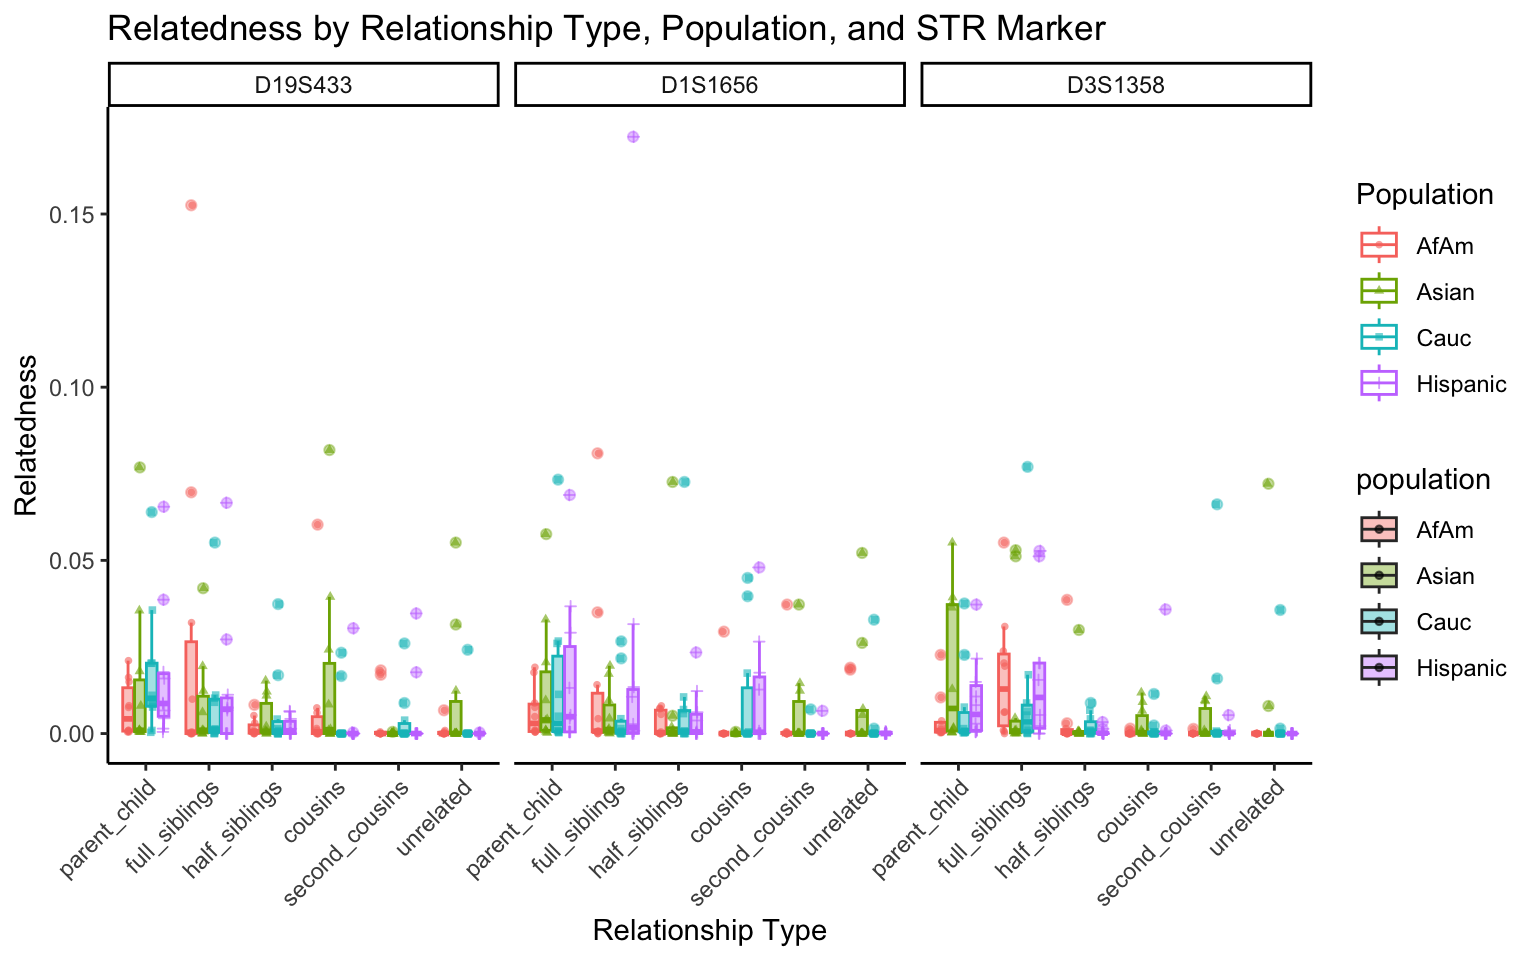 Relatedness by Relationship Type, Population, and STR Marker
D19S433
D1S1656
D3S1358
Relatedness
0.15
0.10
0.05
0.00
parent_child
full_siblings
half_siblings
cousins
second_cousins
unrelated
parent_child
full_siblings
half_siblings
cousins
second_cousins
unrelated
parent_child
full_siblings
half_siblings
cousins
second_cousins
unrelated
Relationship Type
Population
AfAm
Asian
Cauc
Hispanic
population
AfAm
Asian
Cauc
Hispanic